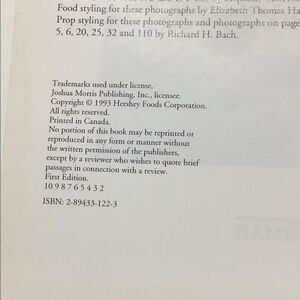 Food styling for these photographs by Elizabeth Thomas Ha
Prop styling for these photographs and photographs on page
5, 6, 20, 25, 32 and 110 by Richard H. Bach.
Trademarks used under license,
Joshua Morris Publishing, Inc., licensee.
Copyright © 1993 Hershey Foods Corporation.
All rights reserved.
Printed in Canada.
No portion of this book may be reprinted or
reproduced in any form or manner without
the written permission of the publishers,
except by a reviewer who wishes to quote brief
passages in connection with a review.
First Edition.
10 9 8 7 6 5 4 3 2
ISBN: 2-89433-122-3